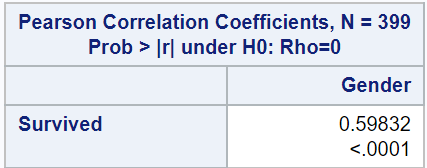 Pearson Correlation Coefficients, N = 399
Prob > |r| under H0: Rho=0
Gender
Survived 0.59832
<.0001